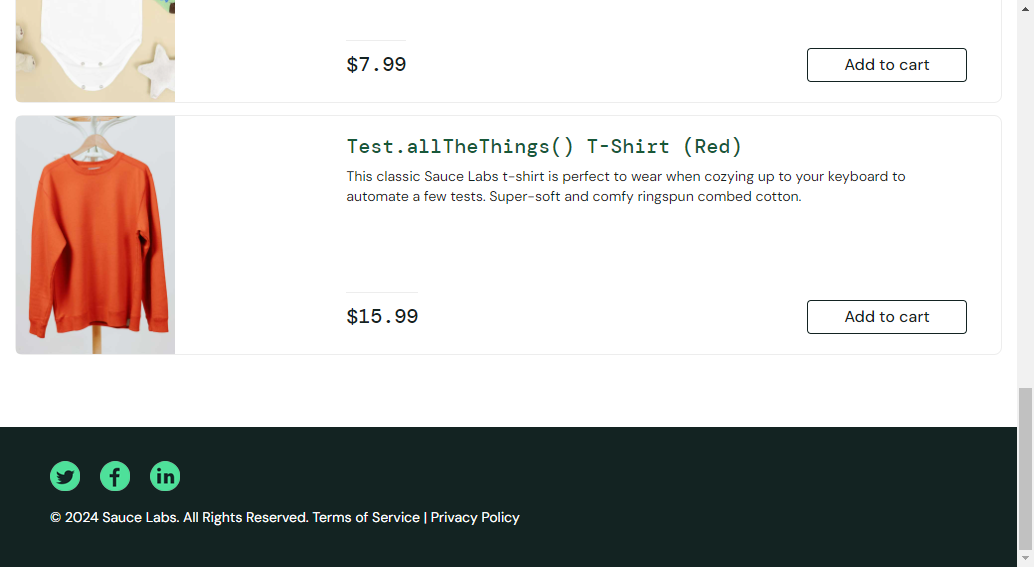 $7.99
Add to cart
Test.allTheThings() T-Shirt (Red)
This classic Sauce Labs t-shirt is perfect to wear when cozying up to your keyboard to
automate a few tests. Super-soft and comfy ringspun combed cotton.
$15.99
Add to cart
© 2024 Sauce Labs. All Rights Reserved. Terms of Service | Privacy Policy